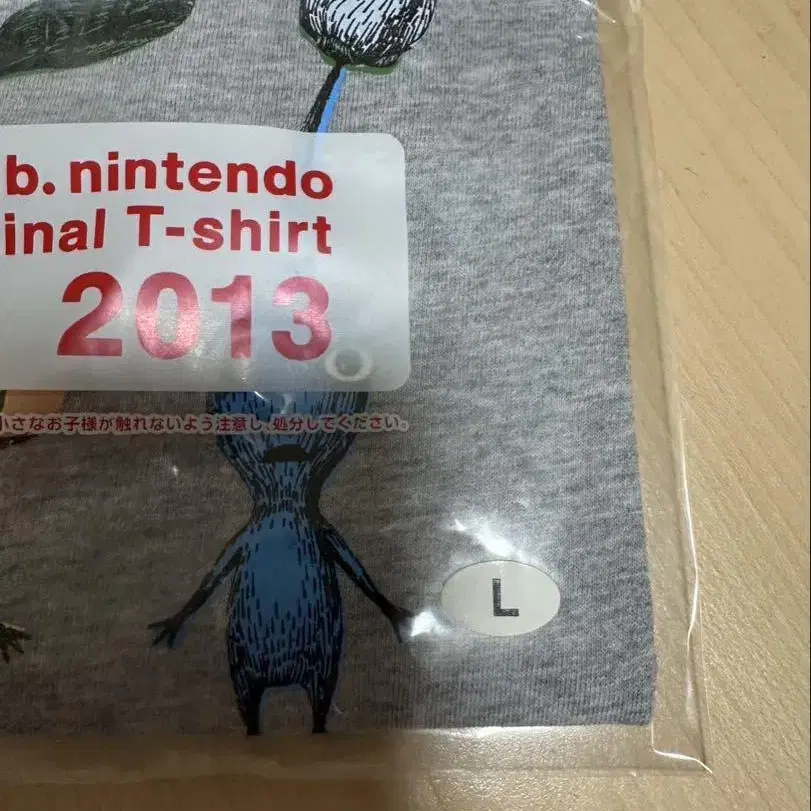 b. nintendo
inal T-shirt
2013
小さなお子様が触れないよう注意し、処分してください。
L